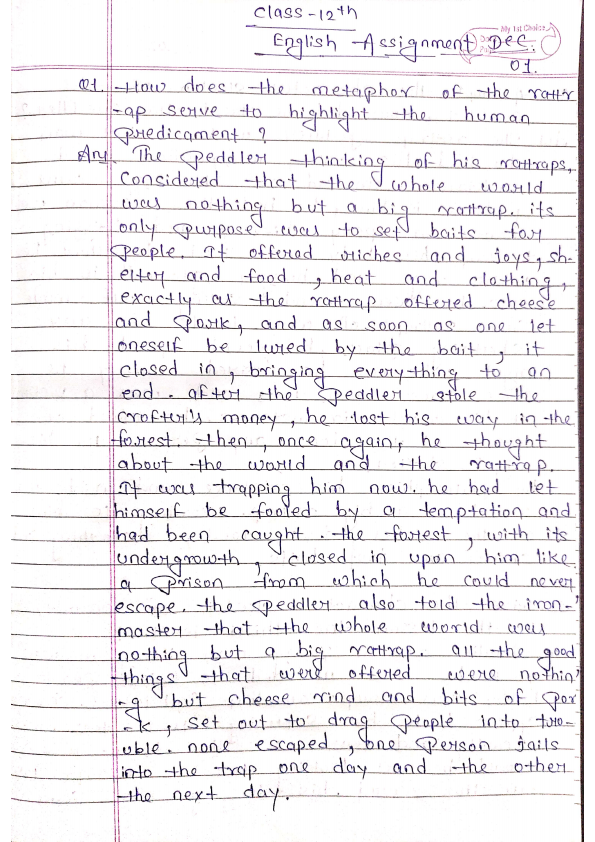 Class-12th
My 1st Choice
English Assignment Dec.
01.
Q1. How does the metaphor of the rattr
-ap serve to highlight the human
predicament ?
Ans The peddler thinking of his rattraps,
Considered that the whole world
was nothing but a big rattrap. its
only purpose was to set baits for
people. It offered riches and joys, sh-
elter and food , heat and clothing,
exactly as the rattrap offered cheese
and pork, and as soon as one let
oneself be lured by the bait , it
closed in , bringing everything to an
end. after the peddler stole the
crofter's money, he lost his way in the
forest. then , once again, he thought
about the world and the rattrap.
It was trapping him now. he had let
himself be fooled by a temptation and
had been caught . the forest , with its
undergrowth , closed in upon him like
a prison from which he could never
escape. the peddler also told the iron-
master that the whole world was
nothing but a big rattrap. all the good
things that were offered were nothin
-g but cheese rind and bits of por
-k , set out to drag people into tro-
uble. none escaped , one person fails
into the trap one day and the other
the next day.